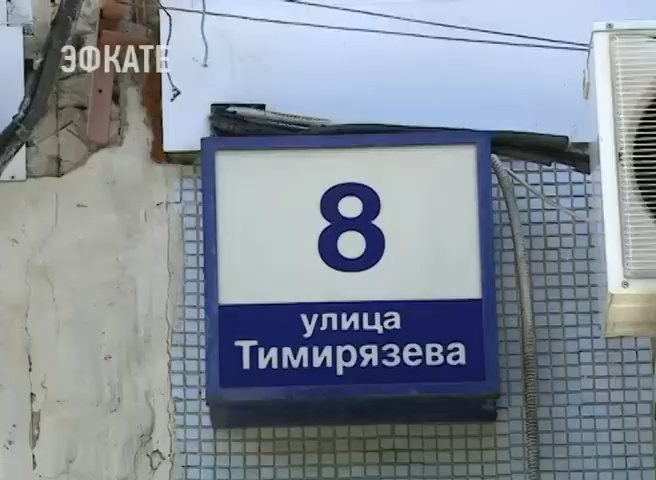 ЭФКАТЕ
8
улица
Тимирязева